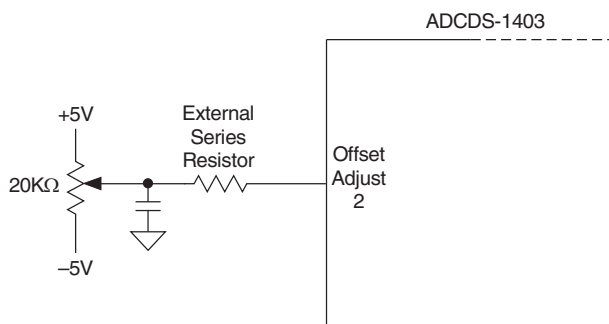 ADCDS-1403
+5V
External
Series
Resistor
Offset
Adjust
2
20KΩ
–5V